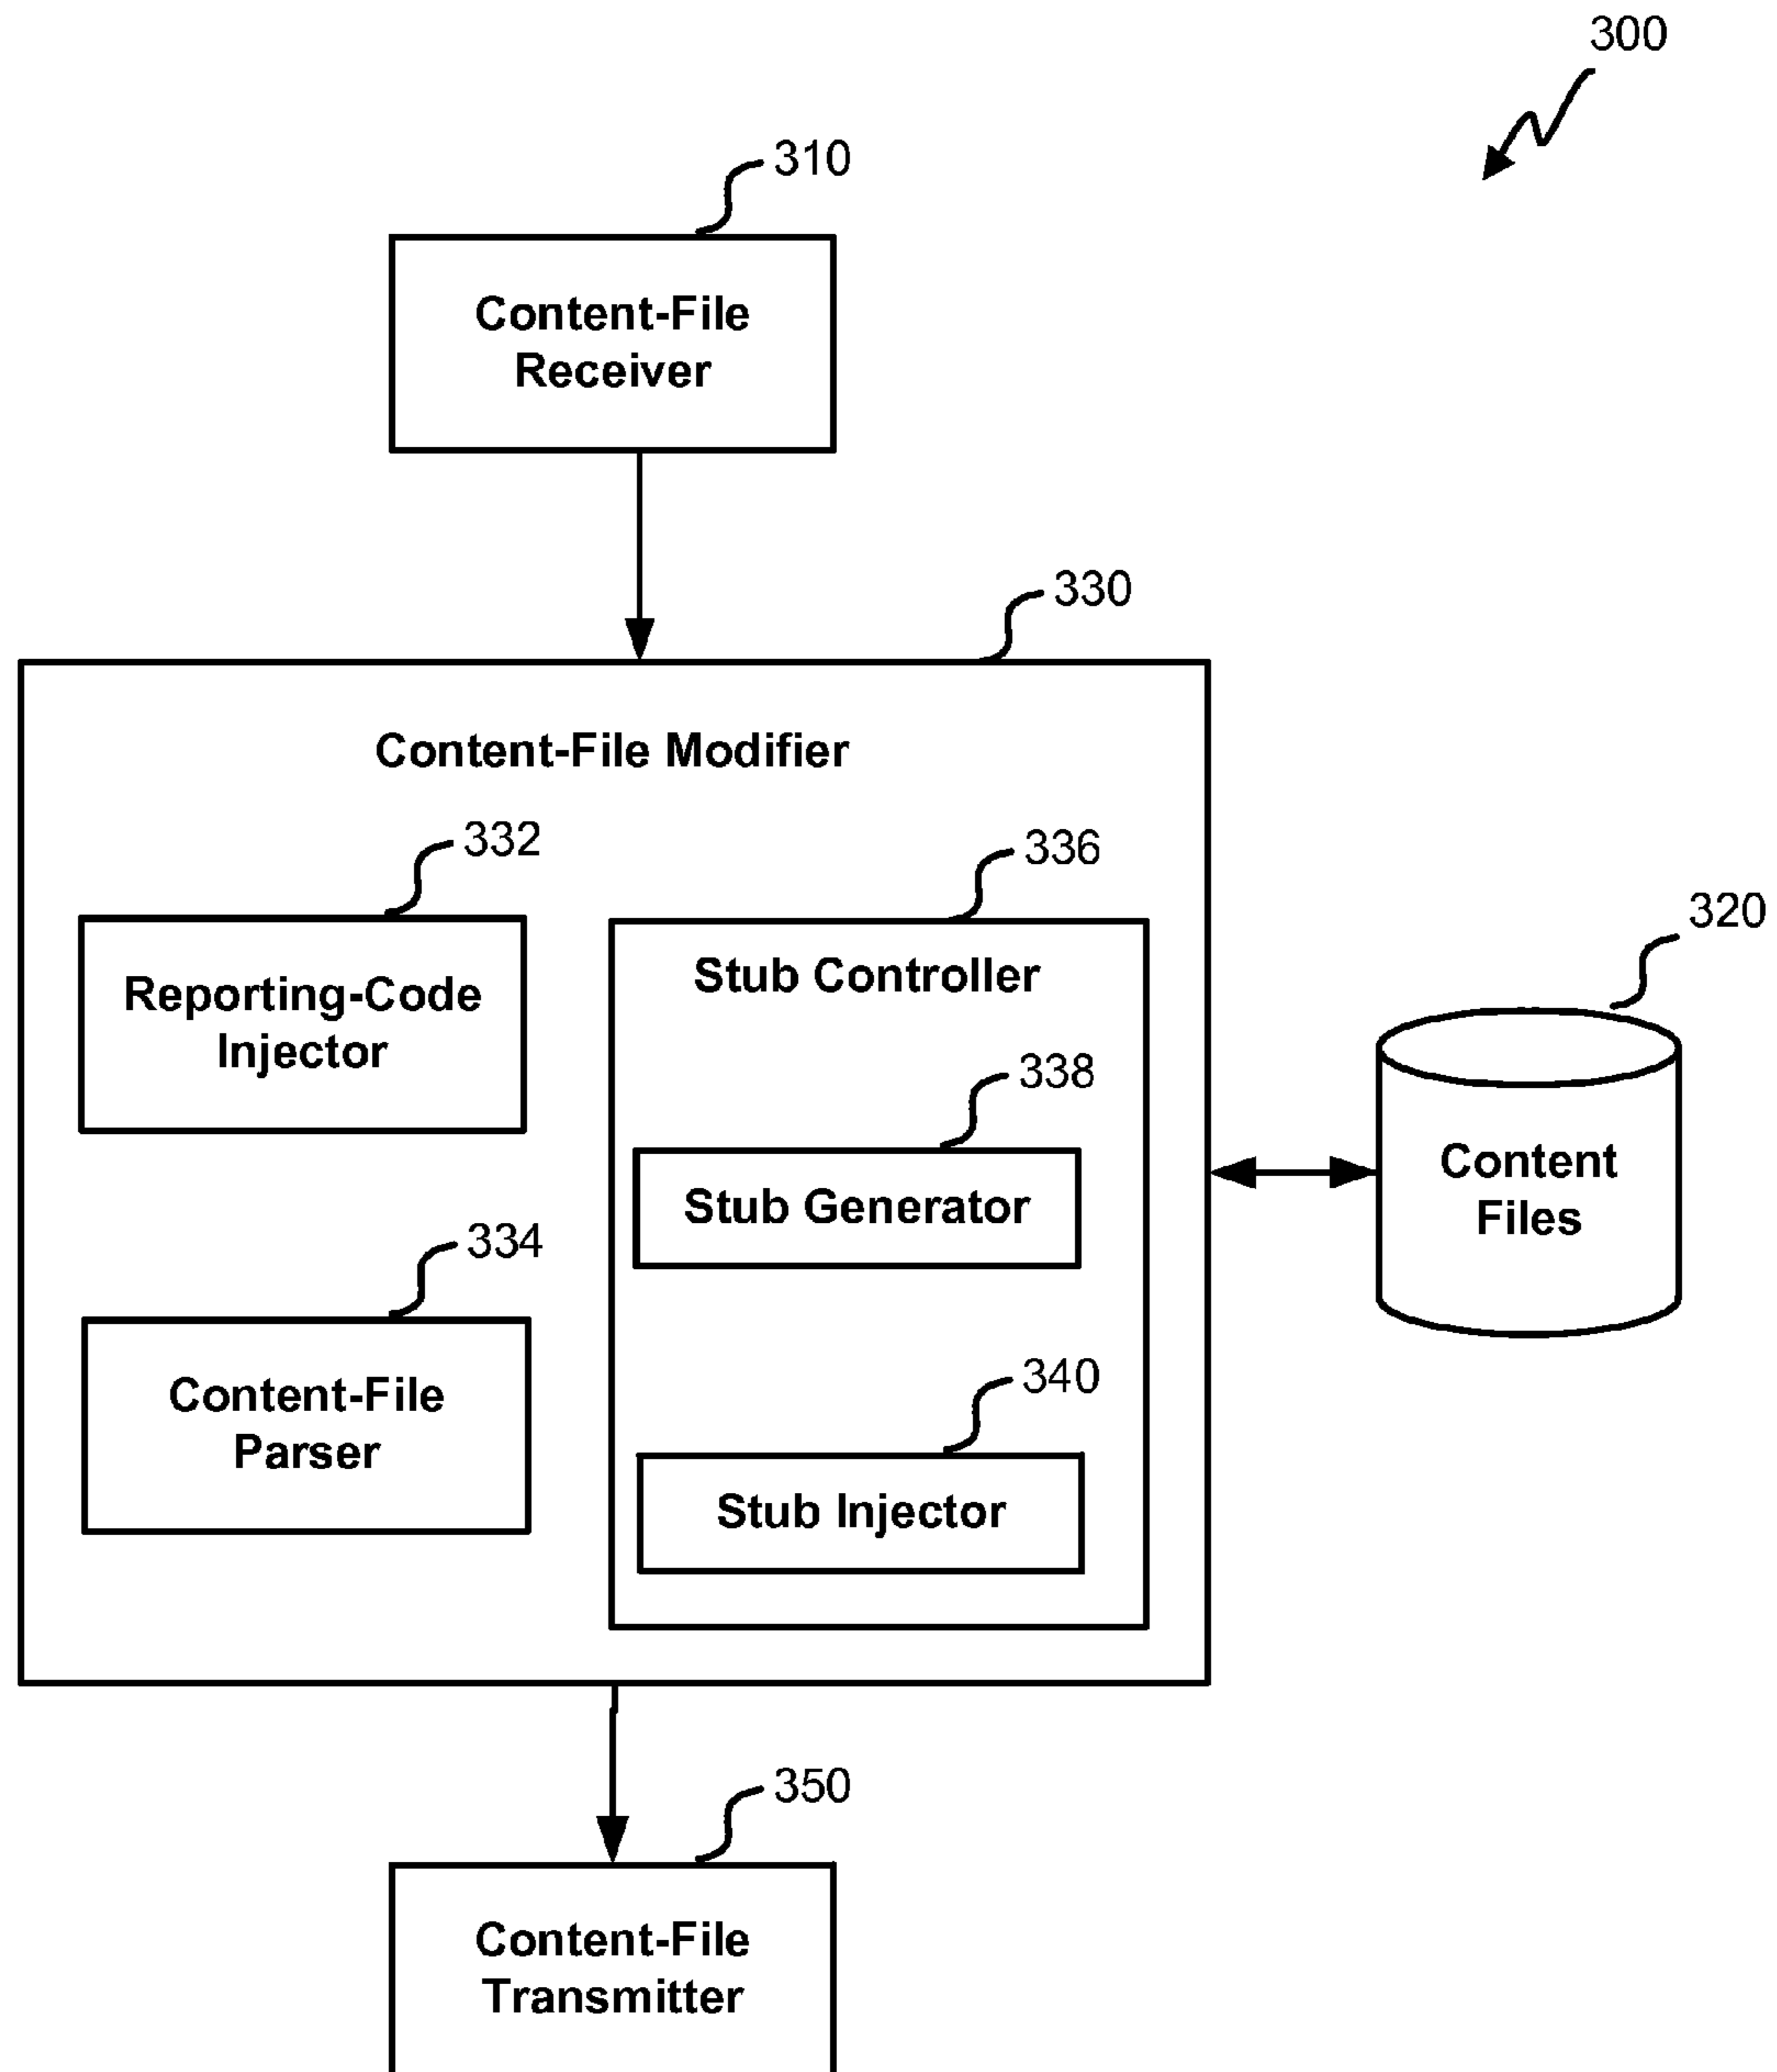 300
310
Content-File
Receiver
330
Content-File Modifier
332
Reporting-Code
Injector
334
Content-File
Parser
336
Stub Controller
338
Stub Generator
340
Stub Injector
320
Content
Files
350
Content-File
Transmitter